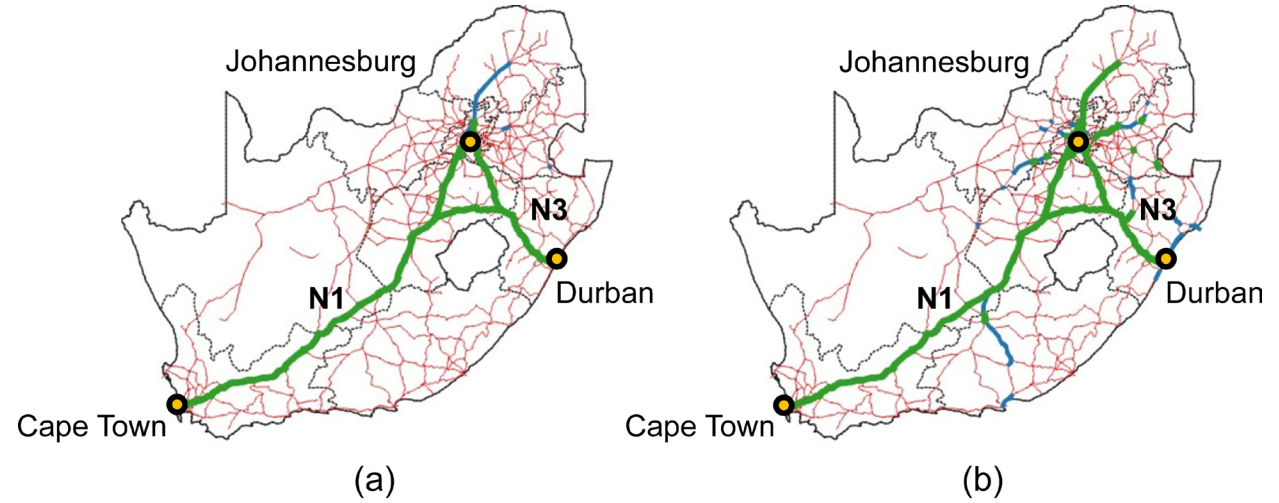 Johannesburg
N3
Durban
N1
Cape Town
(a)
Johannesburg
N3
Durban
N1
Cape Town
(b)